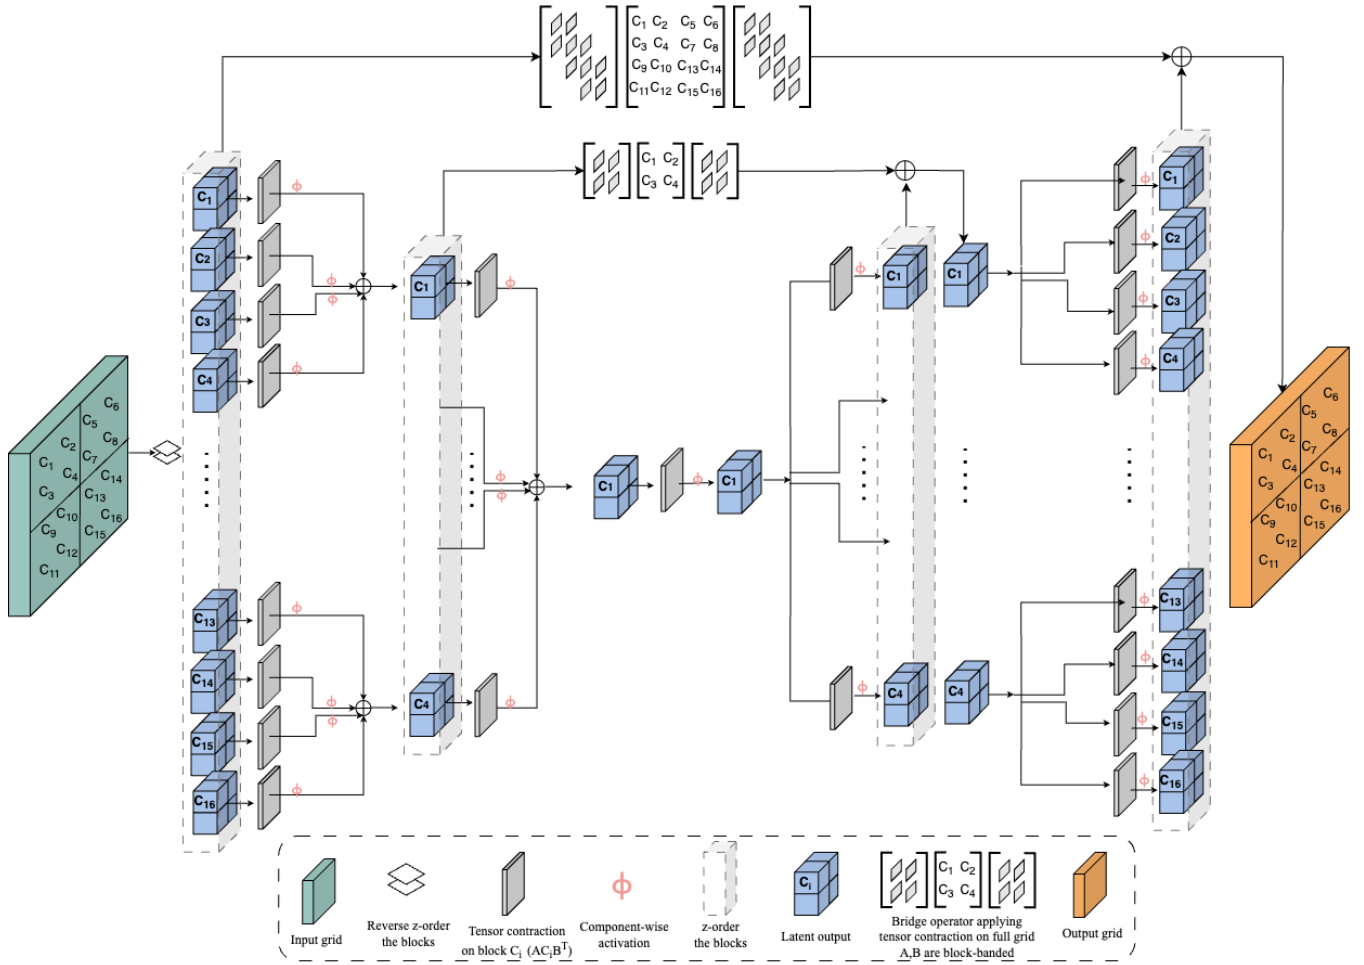 C1 C2 C5 C6
C3 C4 C7 C8
C9 C10 C13 C14
C11 C12 C15 C16
C1 C2
C3 C4
C1
ϕ
C2
ϕ
C3
ϕ
C4
ϕ
C13
ϕ
C14
ϕ
C15
ϕ
C16
ϕ
C6
C5
C2
C8
C1
C7
C4
C14
C3
C13
C10
C16
C9
C15
C12
C11
C1
ϕ
ϕ
ϕ
C4
ϕ
C1
ϕ
C1
ϕ
C1
C1
ϕ
C4
C4
ϕ
C1
ϕ
C2
ϕ
C3
ϕ
C4
ϕ
C13
ϕ
C14
ϕ
C15
ϕ
C16
C6
C5
C2
C8
C1
C7
C4
C14
C3
C13
C10
C16
C9
C15
C12
C11
Input grid
Reverse z-order
the blocks
Tensor contraction
on block Ci (ACiB^T)
ϕ
Component-wise
activation
z-order
the blocks
Ci
Latent output
C1 C2
C3 C4
Bridge operator applying
tensor contraction on full grid
A,B are block-banded
Output grid